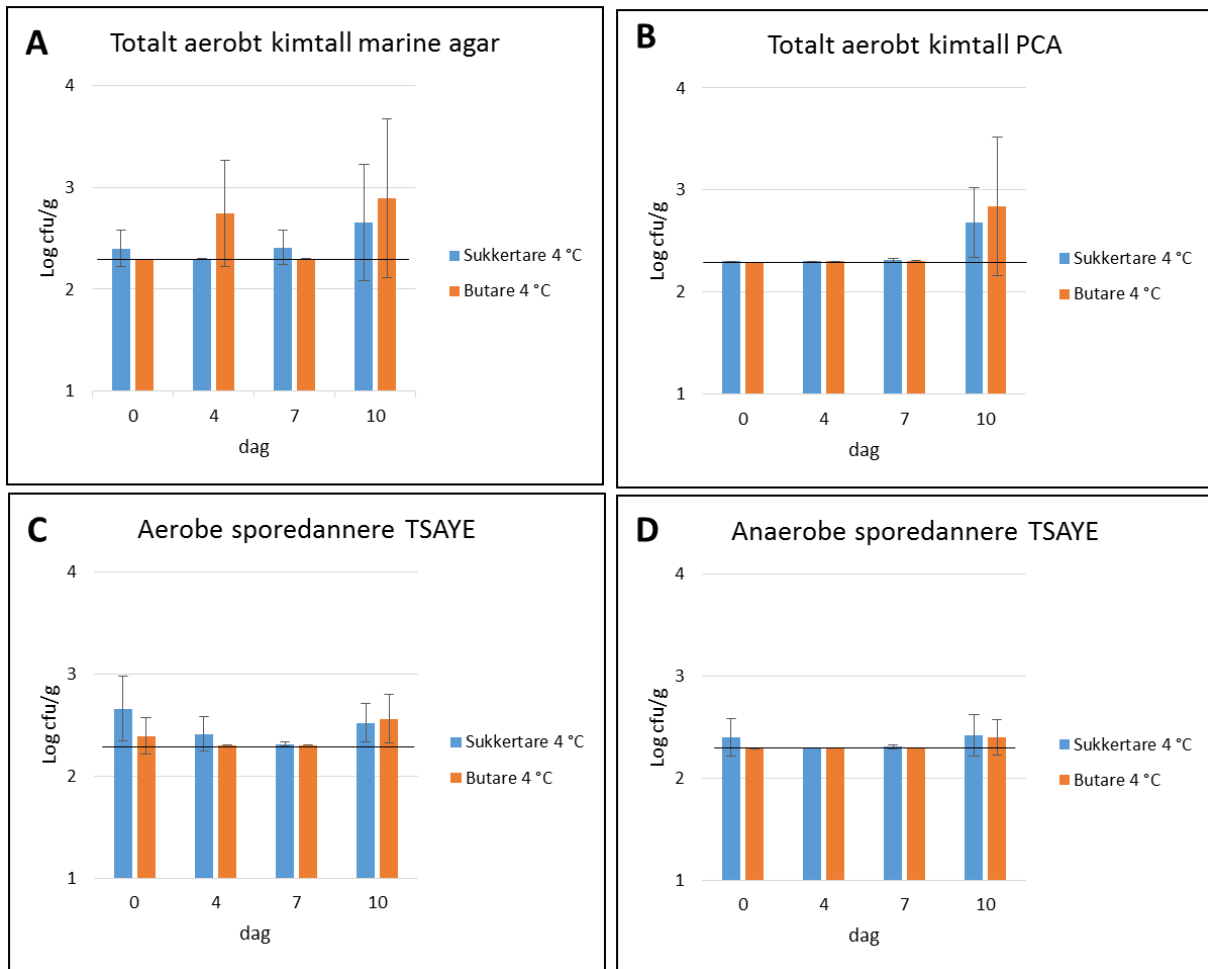 A
Totalt aerobt kimtall marine agar
4
3
2
1
Log cfu/g
0 4 7 10
dag
Sukkertare 4 °C
Butare 4 °C
B
Totalt aerobt kimtall PCA
4
3
2
1
Log cfu/g
0 4 7 10
dag
Sukkertare 4 °C
Butare 4 °C
C
Aerobe sporedannere TSAYE
4
3
2
1
Log cfu/g
0 4 7 10
dag
Sukkertare 4 °C
Butare 4 °C
D
Anaerobe sporedannere TSAYE
4
3
2
1
Log cfu/g
0 4 7 10
dag
Sukkertare 4 °C
Butare 4 °C